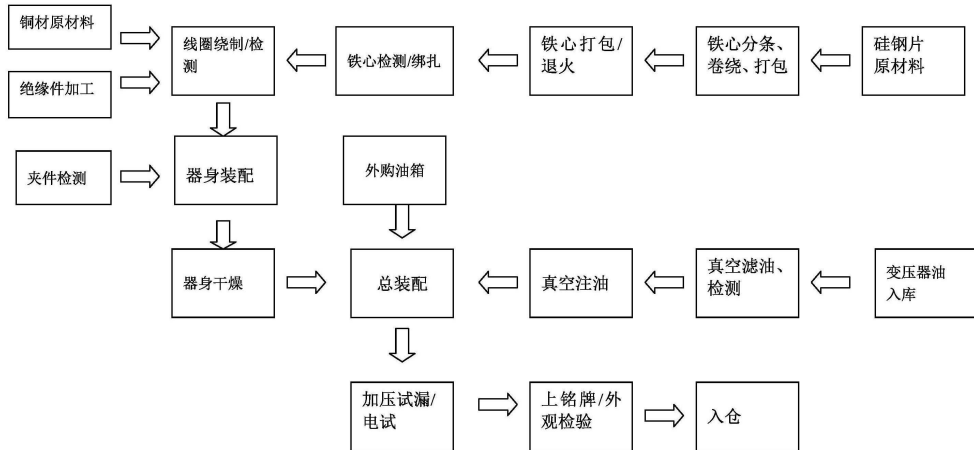 铜材原材料
线圈绕制/检
测
铁心检测/绑扎
铁心打包/
退火
铁心分条、
卷绕、打包
硅钢片
原材料
绝缘件加工
夹件检测
器身装配
外购油箱
器身干燥
总装配
真空注油
真空滤油、
检测
变压器油
入库
加压试漏/
电试
上铭牌/外
观检验
入仓